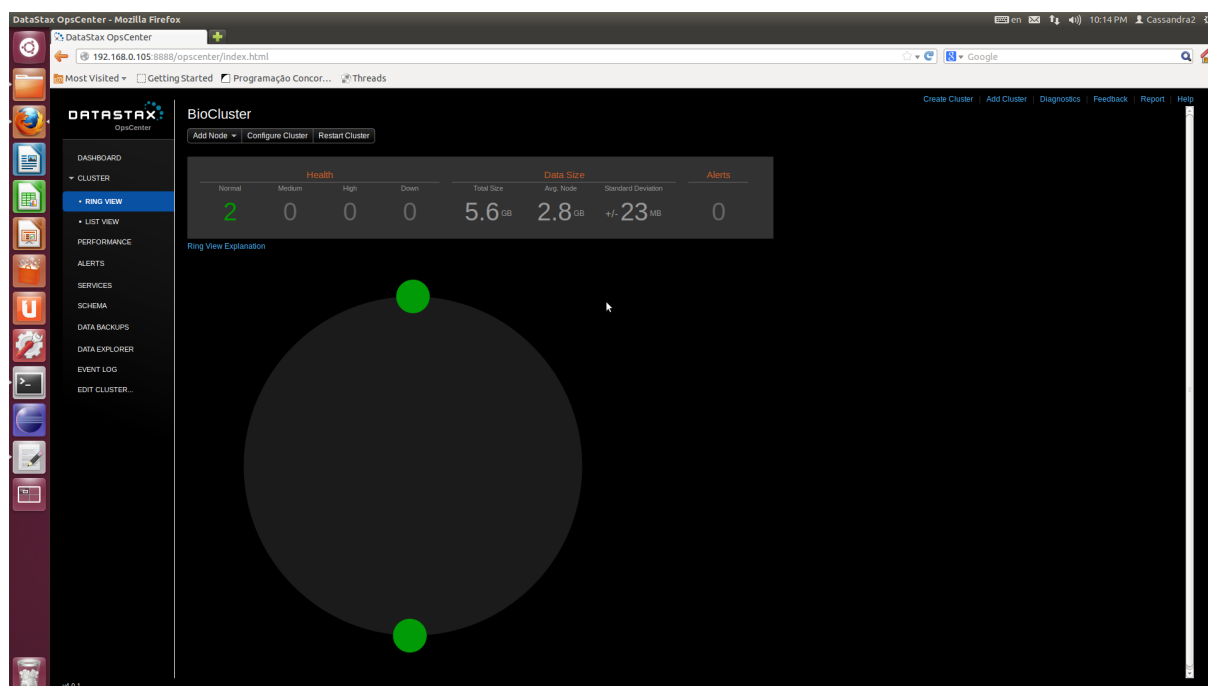 DataStax OpsCenter - Mozilla Firefox
en 10:14 PM Cassandra2
DataStax OpsCenter
192.168.0.105:8888/opscenter/index.html
Google
Most Visited Getting Started Programação Concor... Threads
Create Cluster | Add Cluster | Diagnostics | Feedback | Report | Help
DATASTAX
OpsCenter
BioCluster
Add Node Configure Cluster Restart Cluster
DASHBOARD
CLUSTER
• RING VIEW
• LIST VIEW
PERFORMANCE
ALERTS
SERVICES
SCHEMA
DATA BACKUPS
DATA EXPLORER
EVENT LOG
EDIT CLUSTER...
Health Data Size Alerts
Normal Medium High Down Total Size Avg. Node Standard Deviation
2 0 0 0 5.6 GB 2.8 GB +/- 23 MB 0
Ring View Explanation